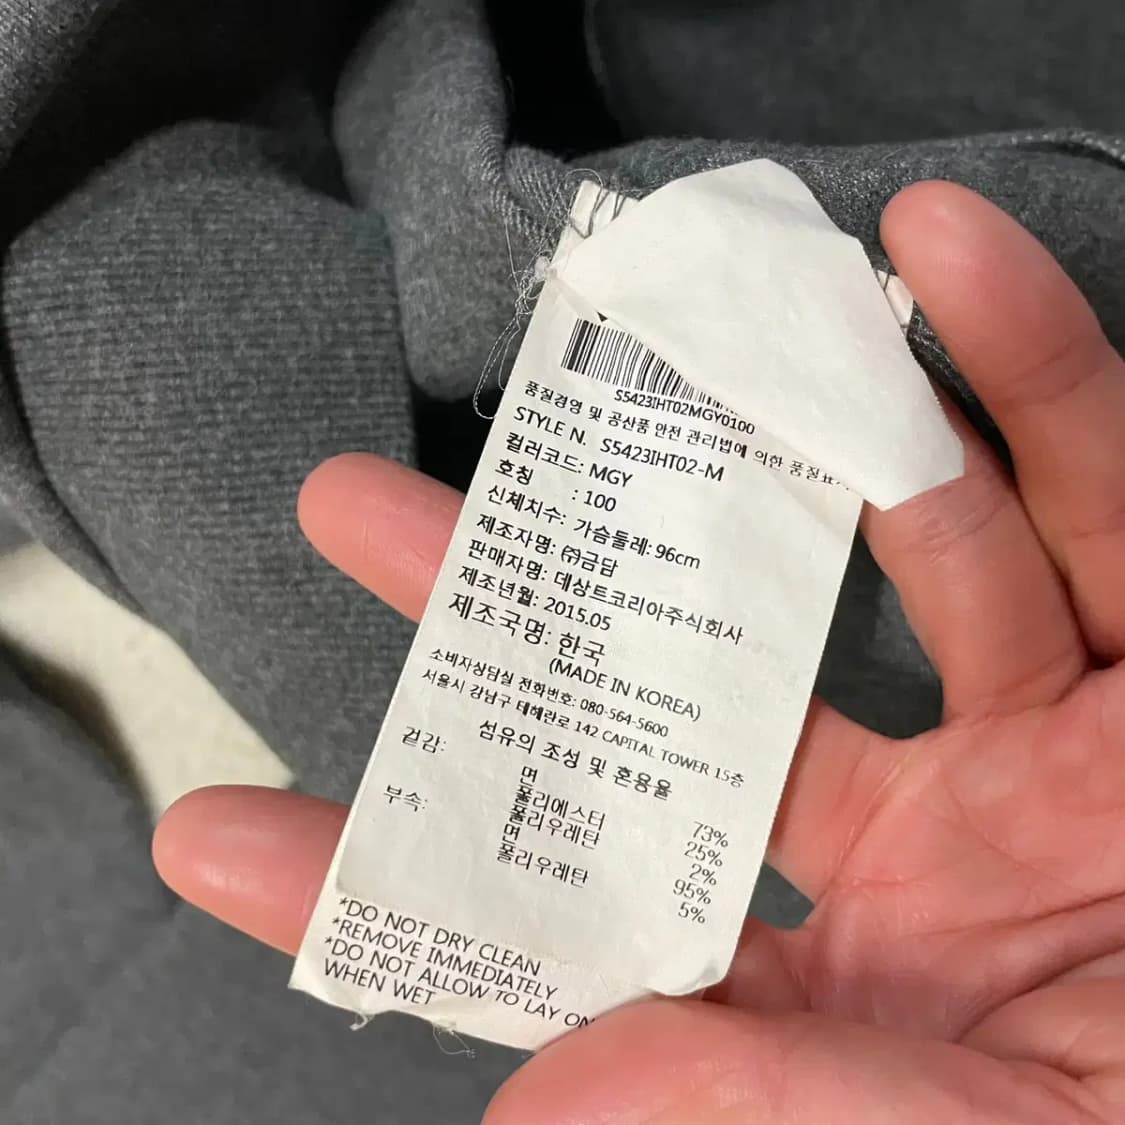 S5423IHT02MGY0100
품질경영 및 공산품 안전 관리법에 의한 품질표
STYLE N. S5423IHT02-M
컬러코드: MGY
호칭 : 100
신체치수: 가슴둘레: 96cm
제조자명: ㈜금담
판매자명: 데상트코리아주식회사
제조년월: 2015.05
제조국명: 한국
(MADE IN KOREA)
소비자상담실 전화번호: 080-564-5600
서울시 강남구 테헤란로 142 CAPITAL TOWER 15층
섬유의 조성 및 혼용율
겉감: 면 73%
폴리에스터 25%
폴리우레탄 2%
부속: 면 95%
폴리우레탄 5%
*DO NOT DRY CLEAN
*REMOVE IMMEDIATELY
*DO NOT ALLOW TO LAY ON
WHEN WET